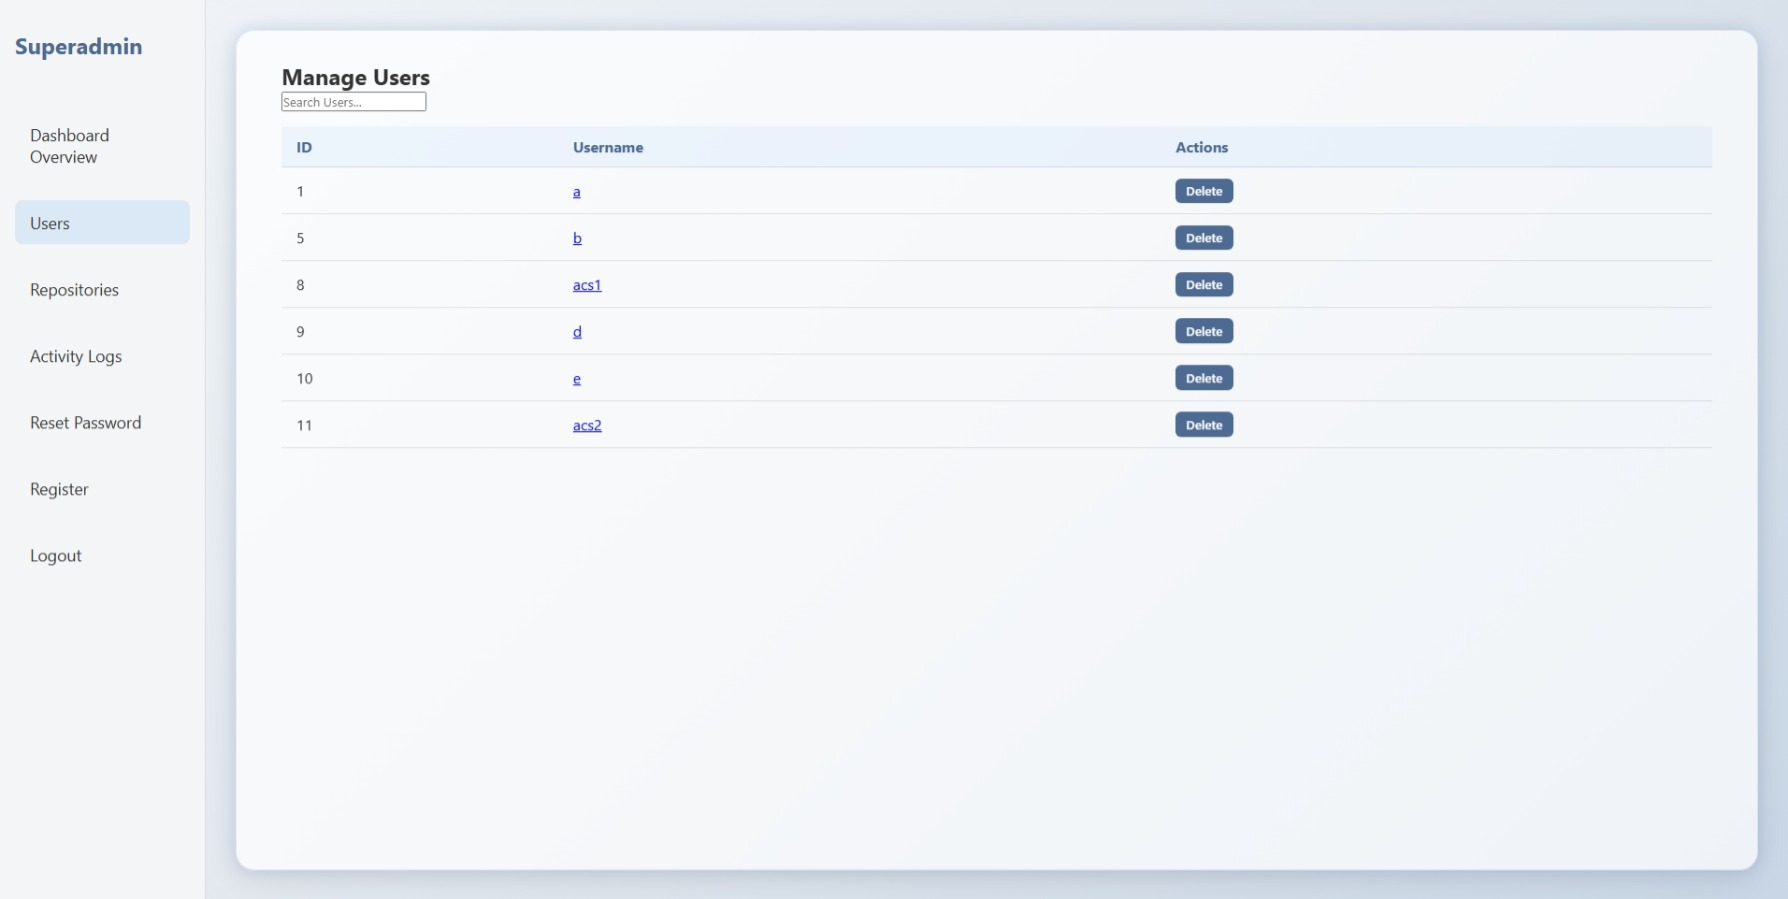 Superadmin
Dashboard
Overview
Users
Repositories
Activity Logs
Reset Password
Register
Logout
Manage Users
Search Users...
ID Username Actions
1 a Delete
5 b Delete
8 acs1 Delete
9 d Delete
10 e Delete
11 acs2 Delete